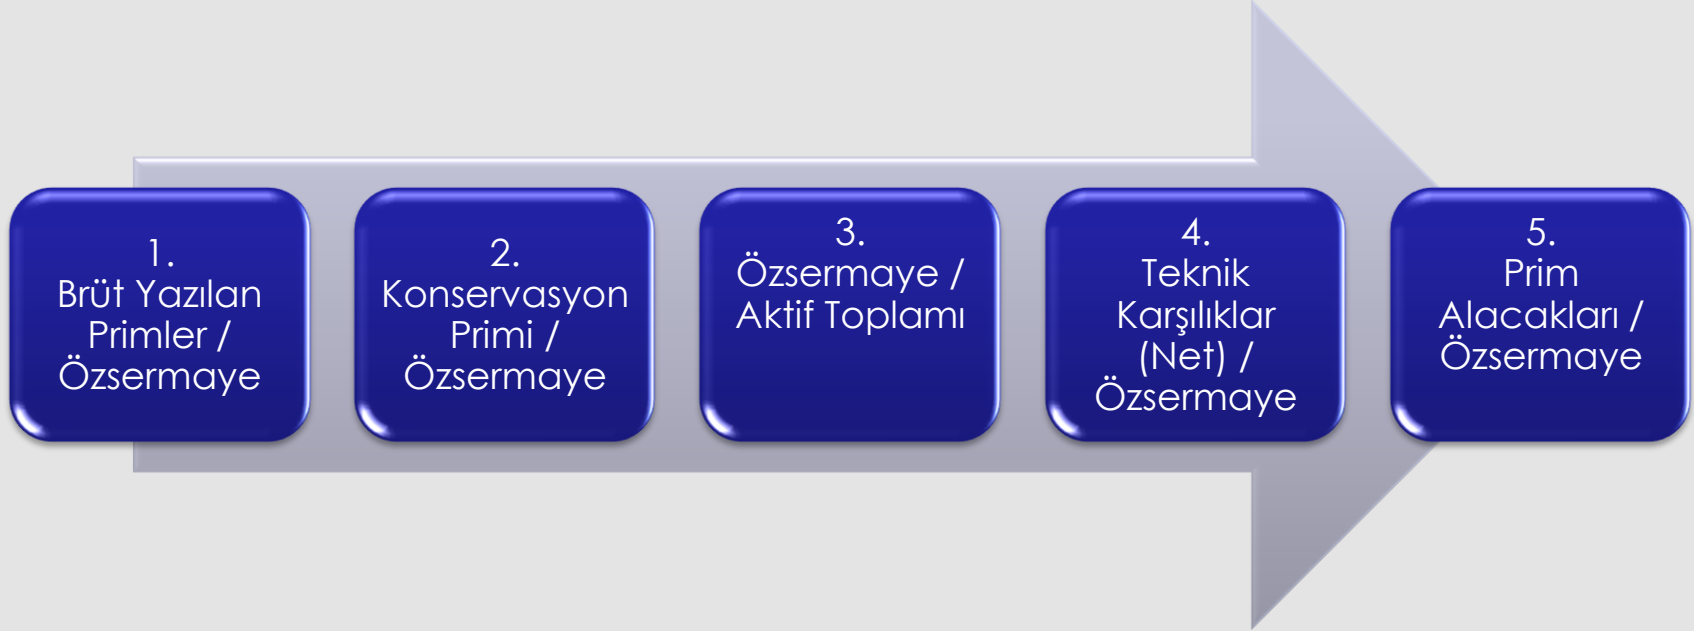 1.
Brüt Yazılan
Primler /
Özsermaye
2.
Konservasyon
Primi /
Özsermaye
3.
Özsermaye /
Aktif Toplamı
4.
Teknik
Karşılıklar
(Net) /
Özsermaye
5.
Prim
Alacakları /
Özsermaye